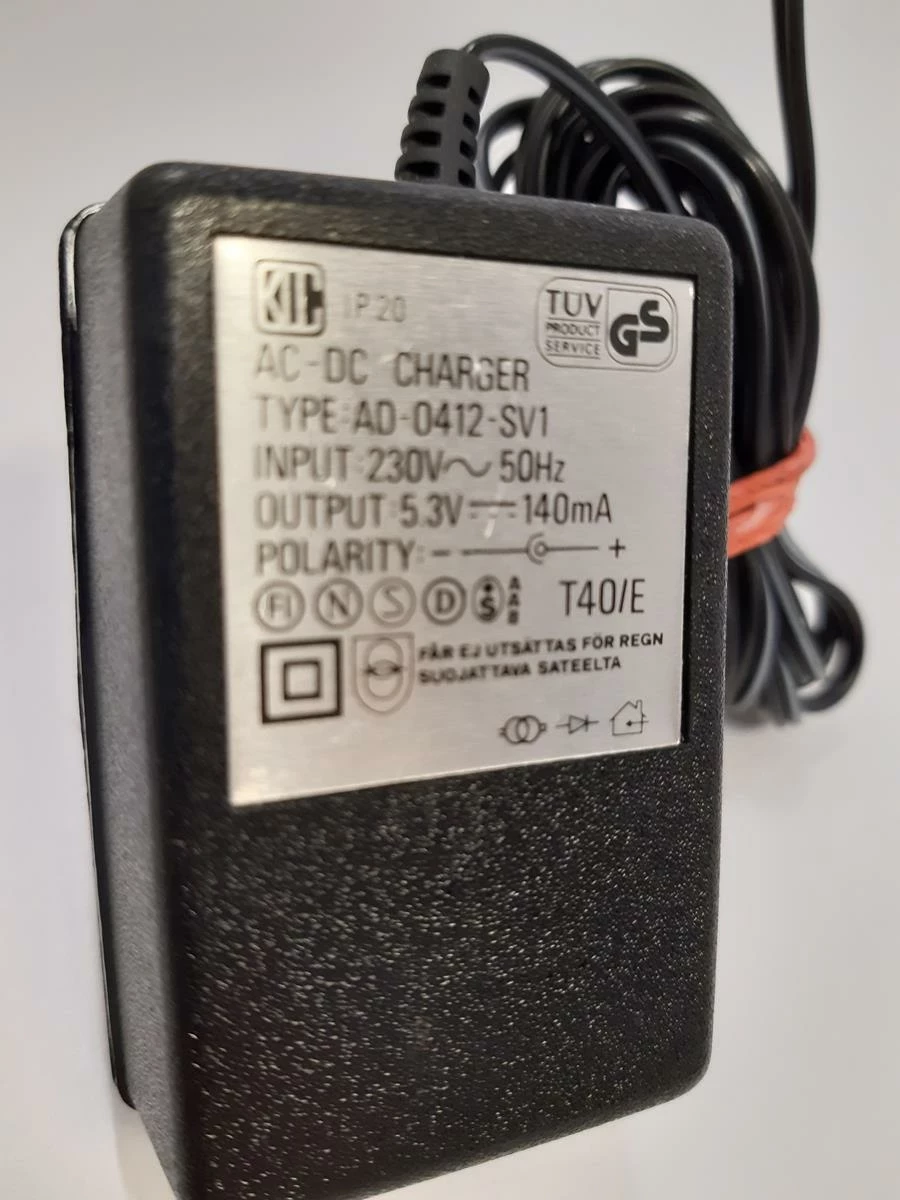 IP20
TÜV
PRODUCT
SERVICE
GS
AC-DC CHARGER
TYPE:AD-0412-SV1
INPUT:230V~ 50Hz
OUTPUT:5.3V⎓140mA
POLARITY: - +
FI N S D S T40/E
FÅR EJ UTSÄTTAS FÖR REGN
SUOJATTAVA SATEELTA